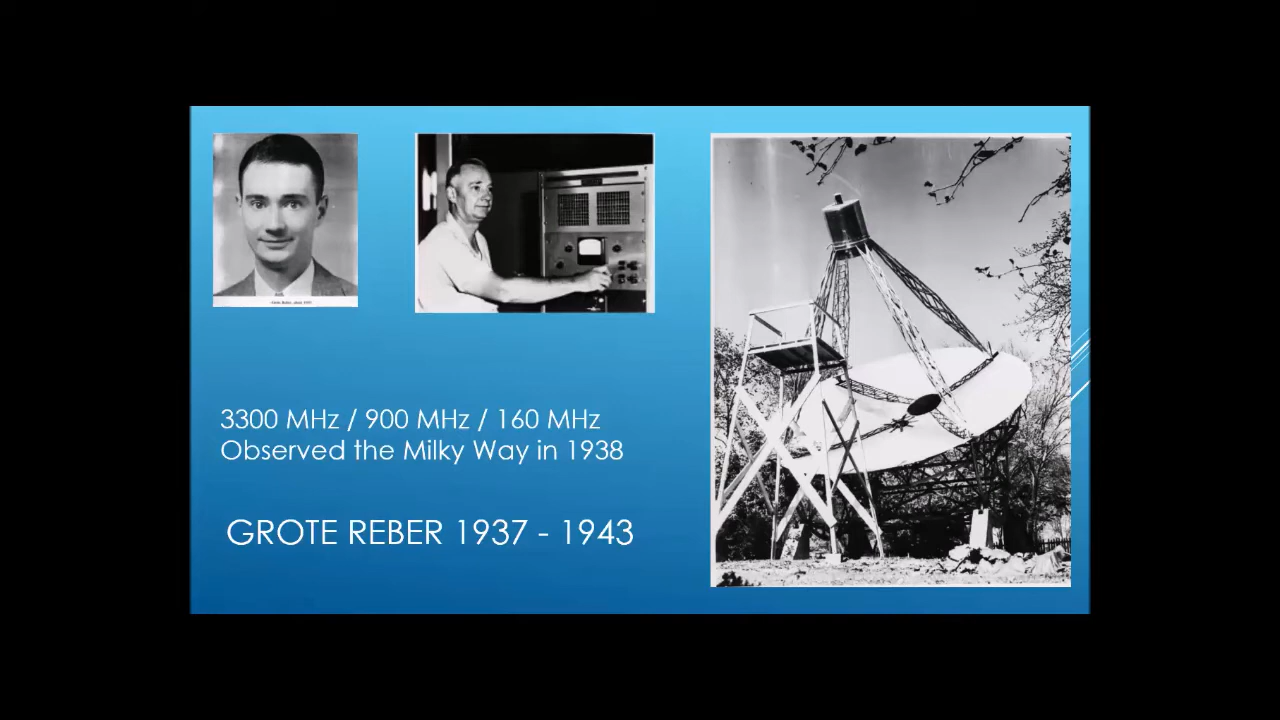 3300 MHz / 900 MHz / 160 MHz
Observed the Milky Way in 1938
GROTE REBER 1937 - 1943